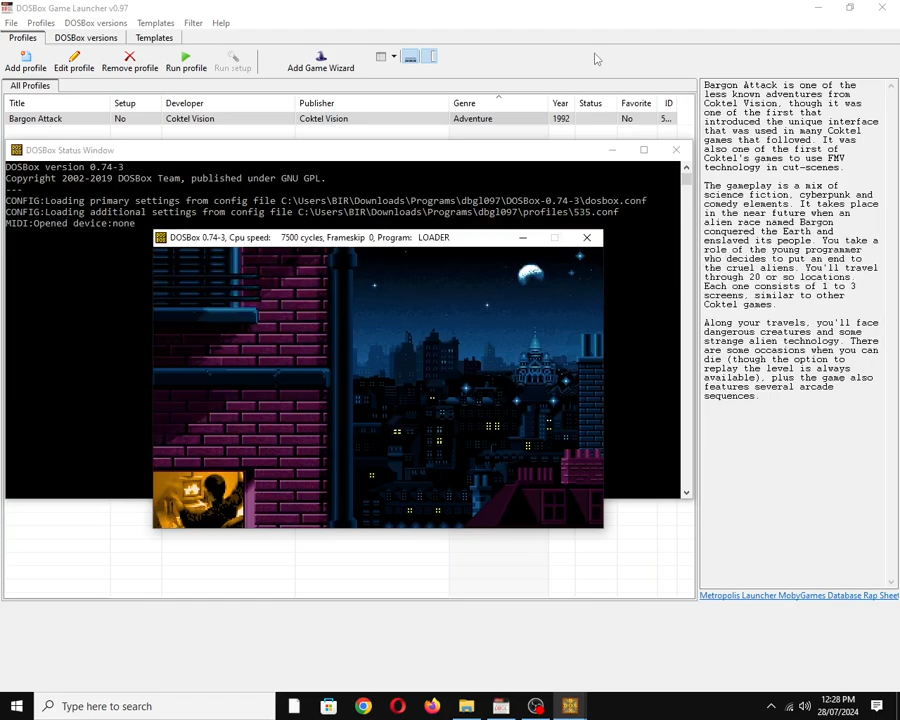 DOSBox Game Launcher v0.97
File Profiles DOSBox versions Templates Filter Help
Profiles DOSBox versions Templates
Add profile Edit profile Remove profile Run profile Run setup Add Game Wizard
All Profiles
Title Setup Developer Publisher Genre Year Status Favorite ID
Bargon Attack No Coktel Vision Coktel Vision Adventure 1992 No 5...
DOSBox Status Window
DOSBox version 0.74-3
Copyright 2002-2019 DOSBox Team, published under GNU GPL.
---
CONFIG:Loading primary settings from config file C:\Users\BIR\Downloads\Programs\dbgl097\DOSBox-0.74-3\dosbox.conf
CONFIG:Loading additional settings from config file C:\Users\BIR\Downloads\Programs\dbgl097\profiles\535.conf
MIDI:Opened device:none
DOSBox 0.74-3, Cpu speed: 7500 cycles, Frameskip 0, Program: LOADER
Bargon Attack is one of the
less known adventures from
Coktel Vision, though it was
one of the first that
introduced the unique interface
that was used in many Coktel
games that followed. It was
also one of the first of
Coktel's games to use FMV
technology in cut-scenes.
The gameplay is a mix of
science fiction, cyberpunk and
comedy elements. It takes place
in the near future when an
alien race named Bargon
conquered the Earth and
enslaved its people. You take a
role of the young programmer
who decides to put an end to
the cruel aliens. You'll travel
through 20 or so locations.
Each one consists of 1 to 3
screens, similar to other
Coktel games.
Along your travels, you'll face
dangerous creatures and some
strange alien technology. There
are some occasions when you can
die (though the option to
replay the level is always
available), plus the game also
features several arcade
sequences.
Metropolis Launcher MobyGames Database Rap Sheet
Type here to search
12:28 PM
28/07/2024